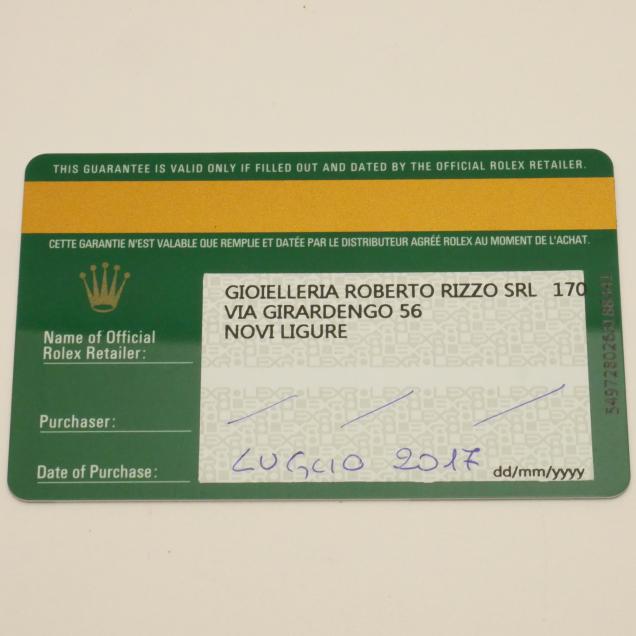 THIS GUARANTEE IS VALID ONLY IF FILLED OUT AND DATED BY THE OFFICIAL ROLEX RETAILER.
CETTE GARANTIE N'EST VALABLE QUE REMPLIE ET DATÉE PAR LE DISTRIBUTEUR AGRÉÉ ROLEX AU MOMENT DE L'ACHAT.
Name of Official
Rolex Retailer:
GIOIELLERIA ROBERTO RIZZO SRL 170
VIA GIRARDENGO 56
NOVI LIGURE
Purchaser:
Date of Purchase:
LUGLIO 2017
dd/mm/yyyy